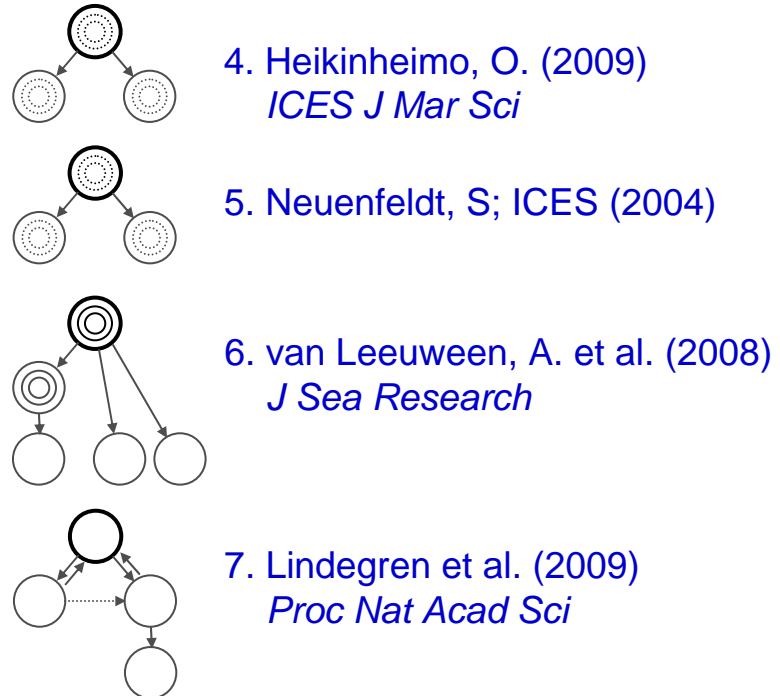 4. Heikinheimo, O. (2009)
ICES J Mar Sci
5. Neuenfeldt, S; ICES (2004)
6. van Leeuween, A. et al. (2008)
J Sea Research
7. Lindegren et al. (2009)
Proc Nat Acad Sci